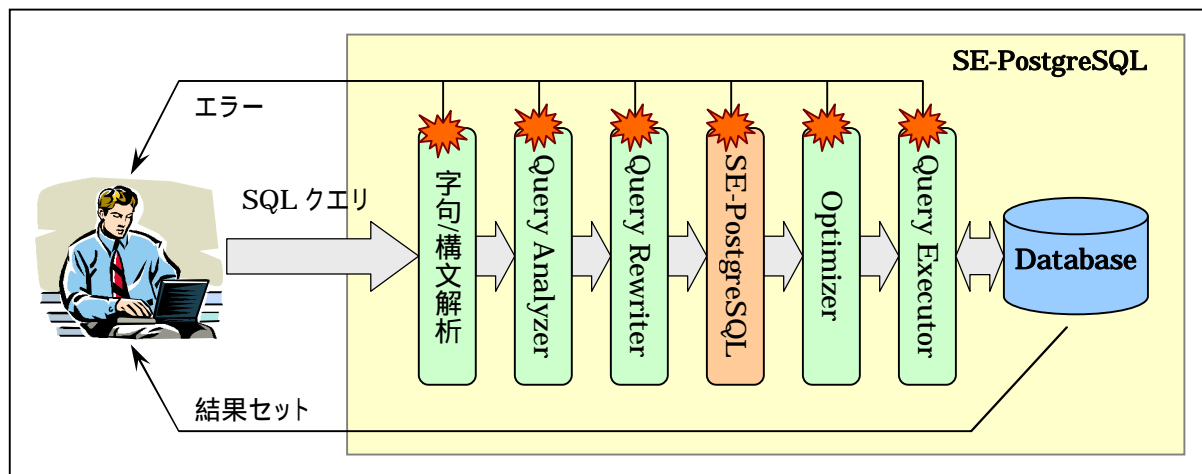 SE-PostgreSQL
エラー
SQL クエリ
字句/構文解析
Query Analyzer
Query Rewriter
SE-PostgreSQL
Optimizer
Query Executor
Database
結果セット